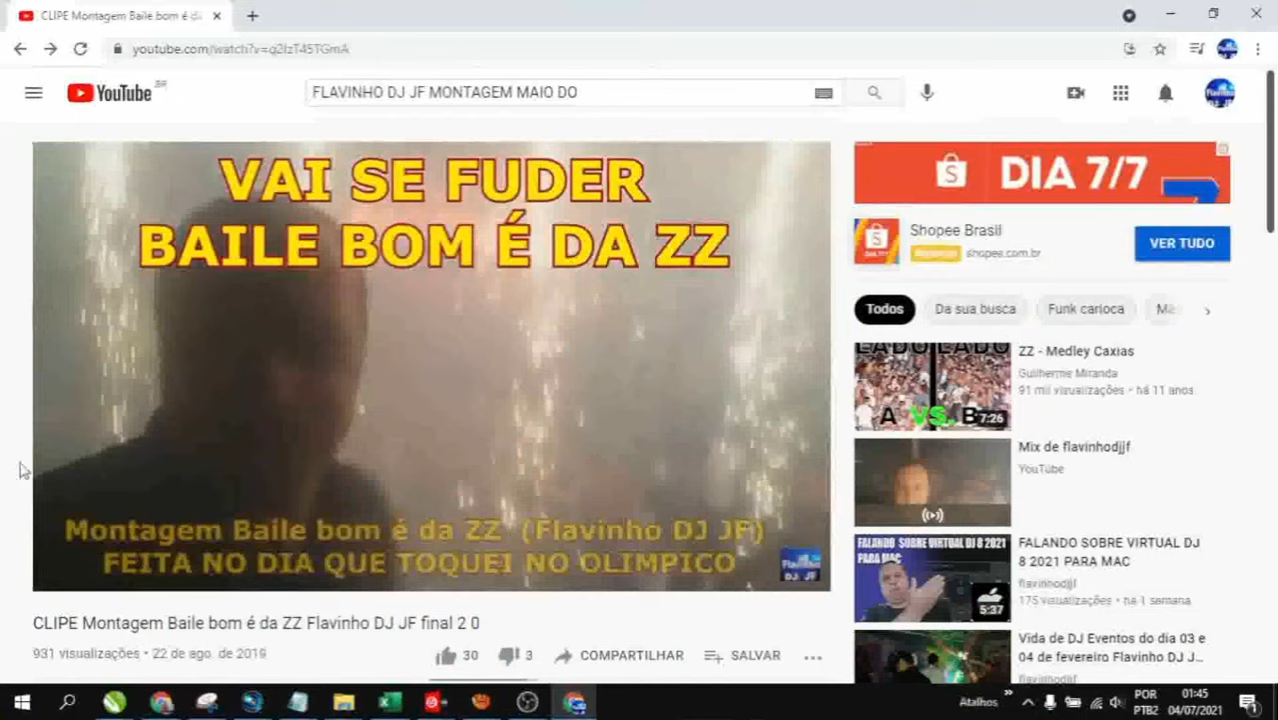 CLIPE Montagem Baile bom é da
youtube.com/watch?v=q2IzT45TGmA
YouTube
BR
FLAVINHO DJ JF MONTAGEM MAIO DO
VAI SE FUDER
BAILE BOM É DA ZZ
Montagem Baile bom é da ZZ (Flavinho DJ JF)
FEITA NO DIA QUE TOQUEI NO OLIMPICO
Flavinho
DJ JF
CLIPE Montagem Baile bom é da ZZ Flavinho DJ JF final 2 0
931 visualizações • 22 de ago. de 2019
30
3
COMPARTILHAR
SALVAR
DIA 7/7
Shopee Brasil
shopee.com.br
VER TUDO
Todos
Da sua busca
Funk carioca
LADO LADO
A VS. B
7:26
ZZ - Medley Caxias
Guilherme Miranda
91 mil visualizações • há 11 anos
Mix de flavinhodjjf
YouTube
FALANDO SOBRE VIRTUAL DJ 8 2021
PARA MAC
5:37
FALANDO SOBRE VIRTUAL DJ
8 2021 PARA MAC
flavinhodjjf
175 visualizações • há 1 semana
Vida de DJ Eventos do dia 03 e
04 de fevereiro Flavinho DJ J...
flavinhodjjf
Atalhos
POR
PTB2
01:45
04/07/2021